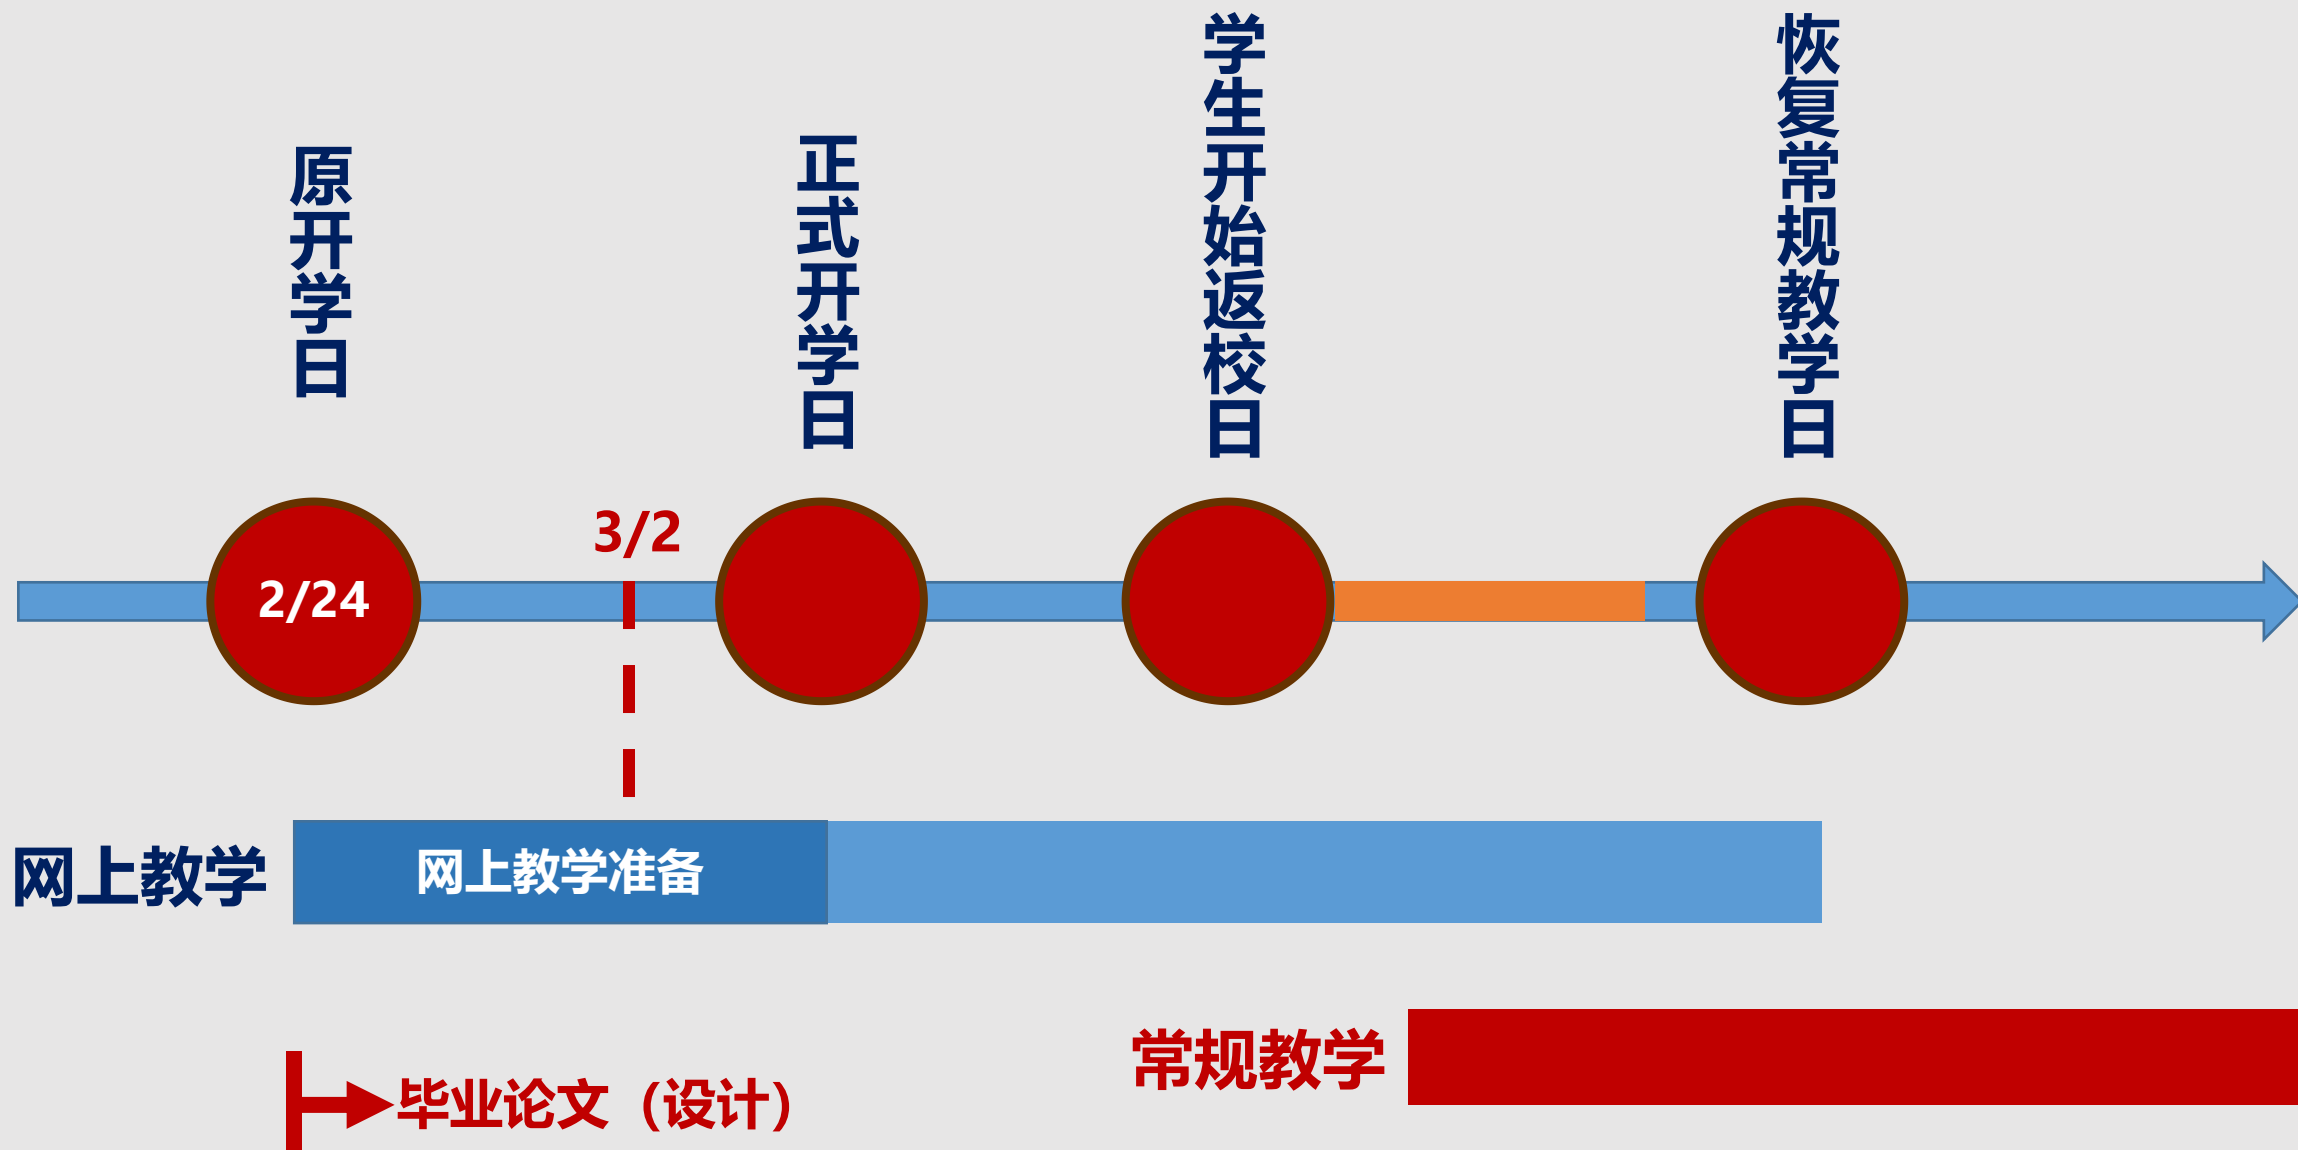 原开学日
正式开学日
学生开始返校日
恢复常规教学日
3/2
2/24
网上教学
网上教学准备
常规教学
毕业论文（设计）